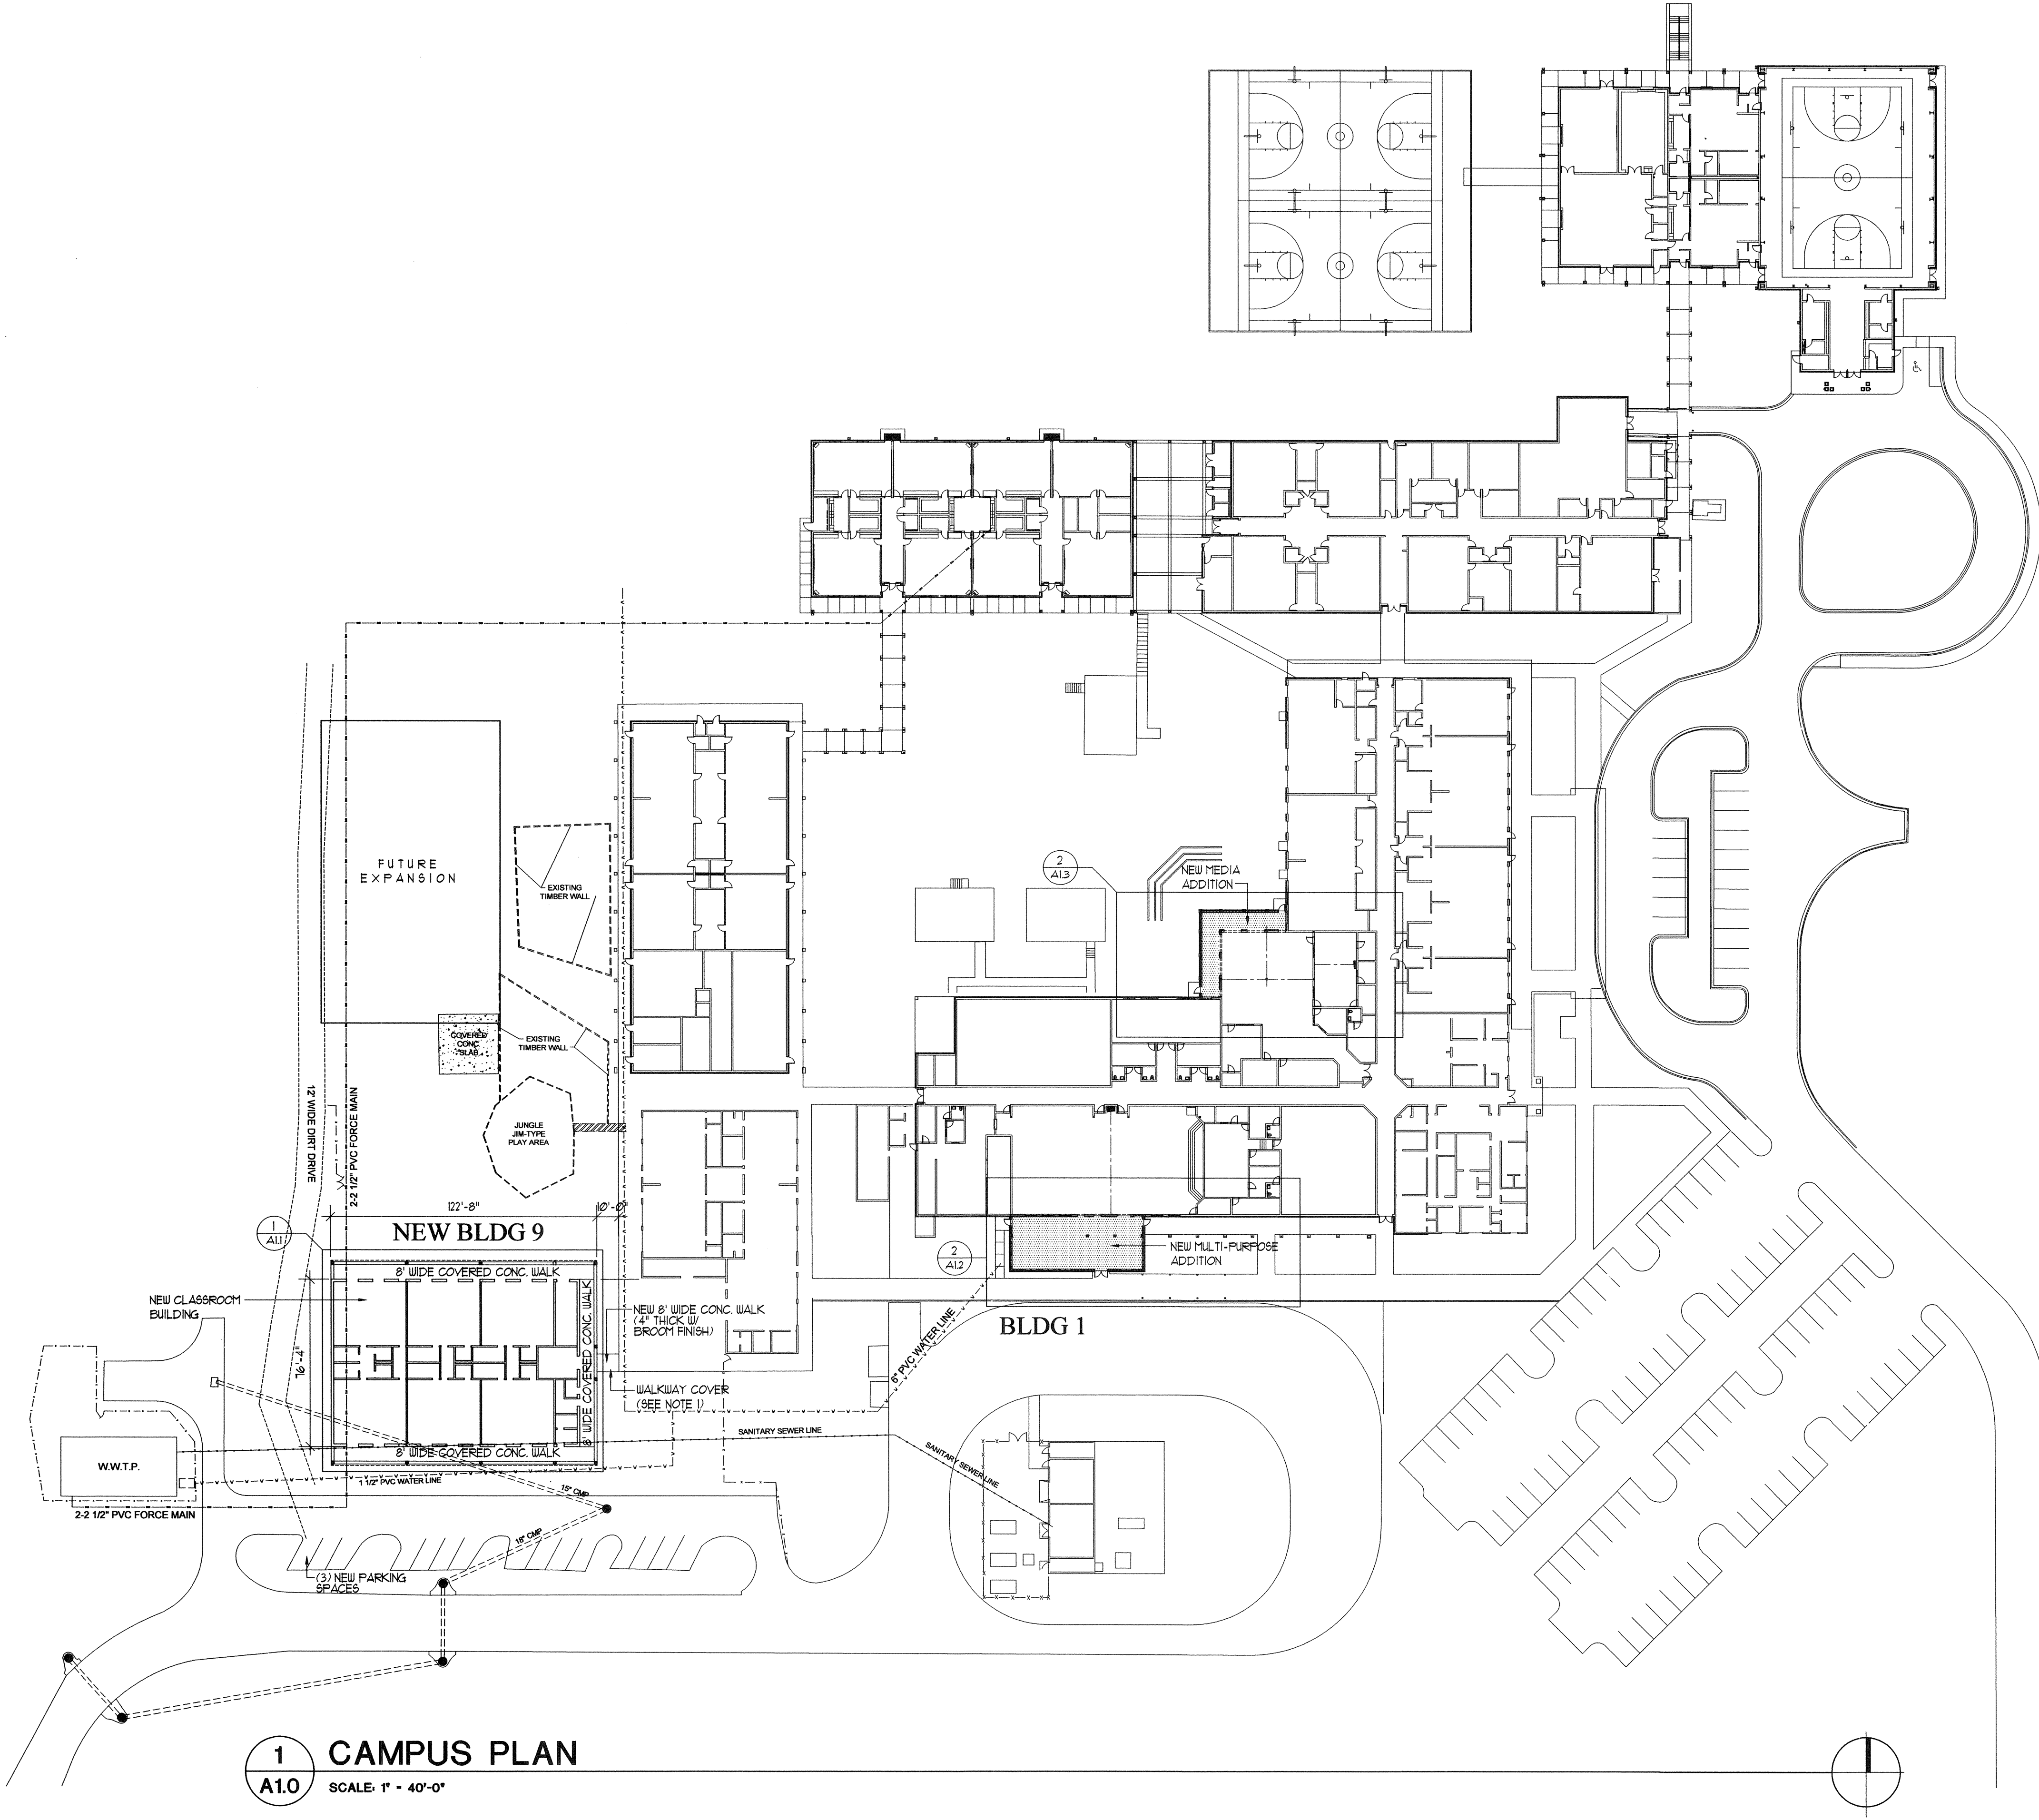 FUTURE
EXPANSION
EXISTING
TIMBER WALL
2
A1.3
NEW MEDIA
ADDITION
COVERED
CONC.
SLAB
EXISTING
TIMBER WALL
12' WIDE DIRT DRIVE
2-2 1/2" PVC FORCE MAIN
JUNGLE
JIM-TYPE
PLAY AREA
122'-8"
1
A1.1
NEW BLDG 9
8' WIDE COVERED CONC. WALK
NEW CLASSROOM
BUILDING
76'-4"
8' WIDE COVERED CONC. WALK
NEW 8' WIDE CONC. WALK
(4" THICK W/
BROOM FINISH)
WALKWAY COVER
(SEE NOTE 1)
8' WIDE COVERED CONC. WALK
2
A1.2
NEW MULTI-PURPOSE
ADDITION
BLDG 1
6" PVC WATER LINE
SANITARY SEWER LINE
SANITARY SEWER LINE
W.W.T.P.
1 1/2" PVC WATER LINE
15" CMP
2-2 1/2" PVC FORCE MAIN
18" CMP
(3) NEW PARKING
SPACES
1
A1.0
CAMPUS PLAN
SCALE: 1" = 40'-0"